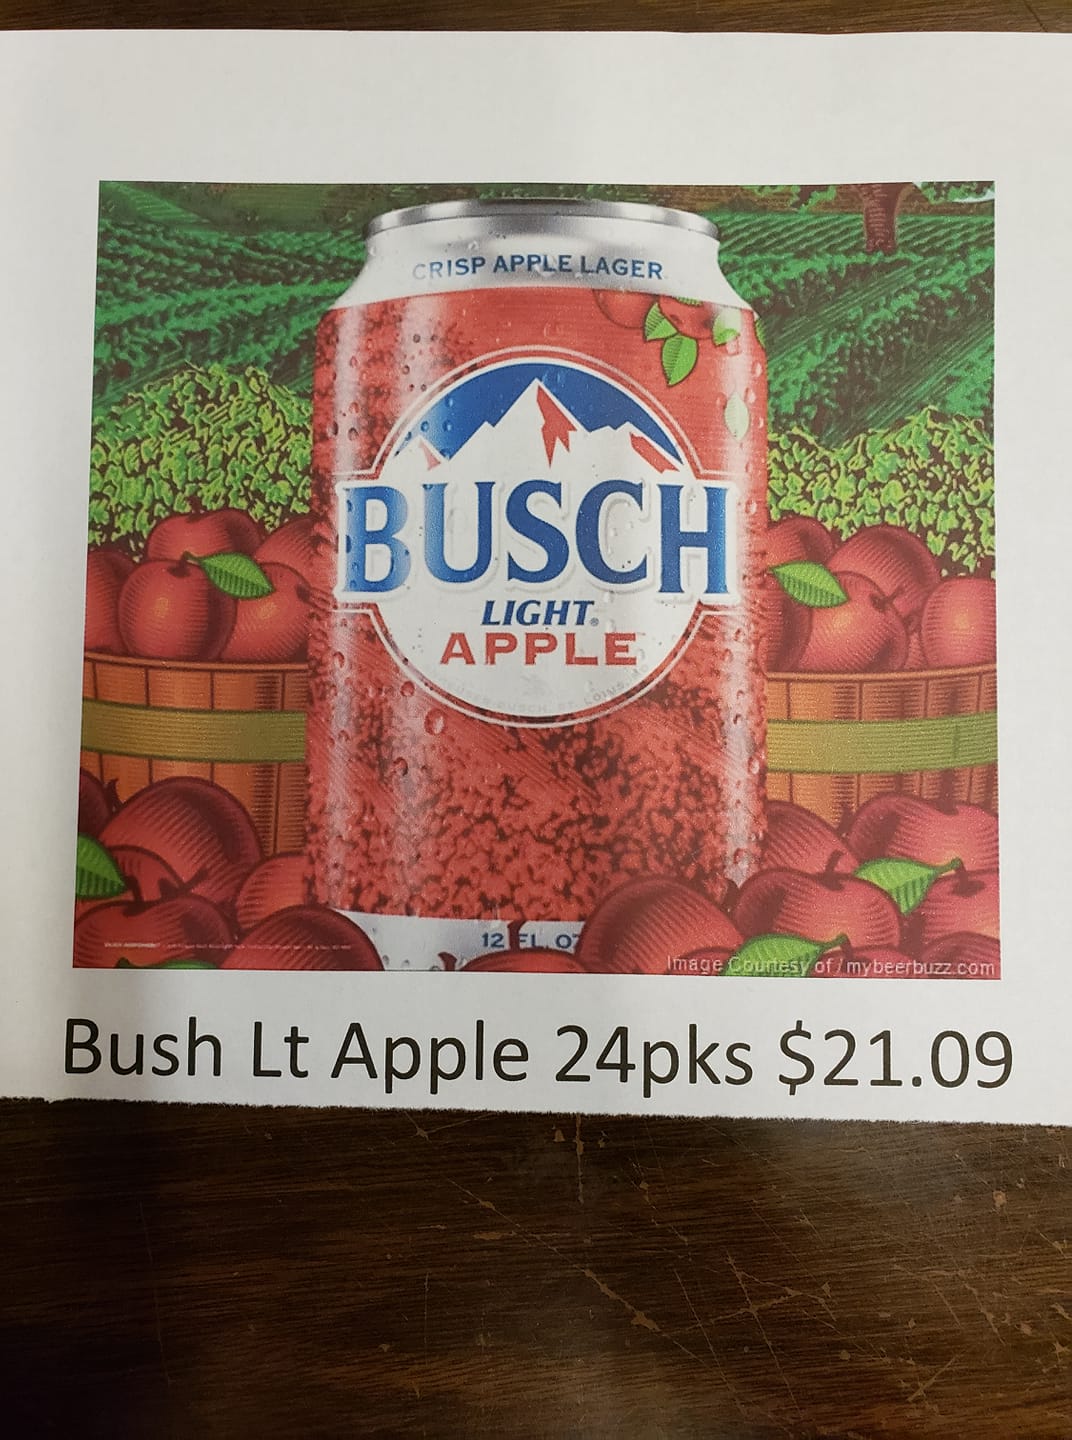 CRISP APPLE LAGER
BUSCH
LIGHT®
APPLE
12 FL. OZ
Image Courtesy of / mybeerbuzz.com
Bush Lt Apple 24pks $21.09